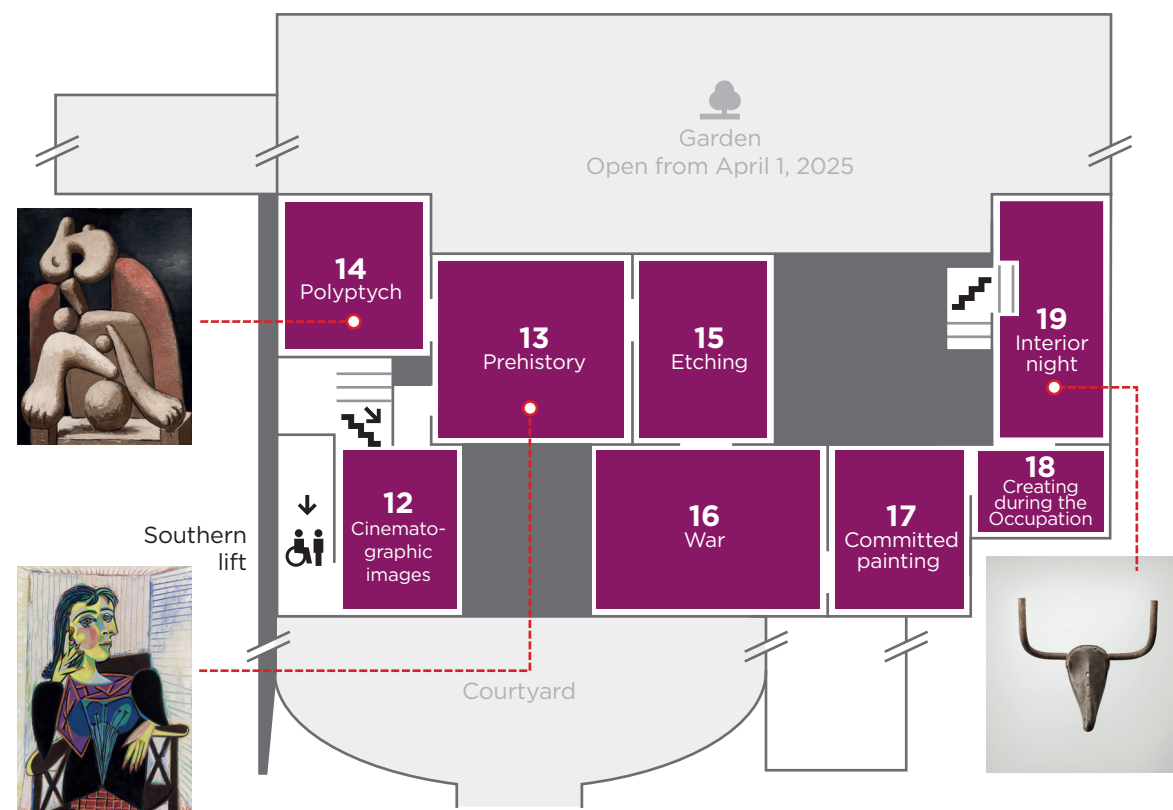 Garden
Open from April 1, 2025
14
Polyptych
13
Prehistory
15
Etching
19
Interior
night
12
Cinemato-
graphic
images
16
War
17
Committed
painting
18
Creating
during the
Occupation
Southern
lift
Courtyard